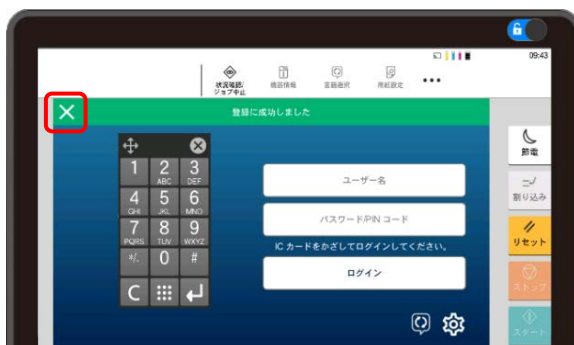 09:43
状況確認/
ジョブ中止
機器情報
言語選択
用紙設定
•••
登録に成功しました
節電
割り込み
リセット
ストップ
スタート
1
2 ABC
3 DEF
4 GHI
5 JKL
6 MNO
7 PQRS
8 TUV
9 WXYZ
*/.
0
#
C
ユーザー名
パスワード/PIN コード
IC カードをかざしてログインしてください。
ログイン